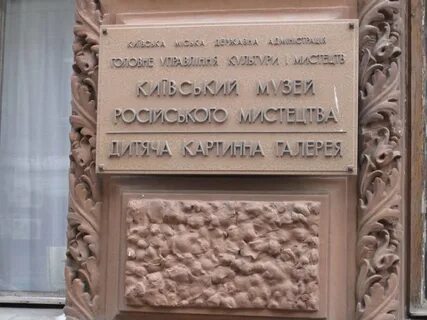 КИЇВСЬКА МІСЬКА ДЕРЖАВНА АДМІНІСТРАЦІЯ
ГОЛОВНЕ УПРАВЛІННЯ КУЛЬТУРИ І МИСТЕЦТВ
КИЇВСЬКИЙ МУЗЕЙ
РОСІЙСЬКОГО МИСТЕЦТВА
ДИТЯЧА КАРТИННА ГАЛЕРЕЯ